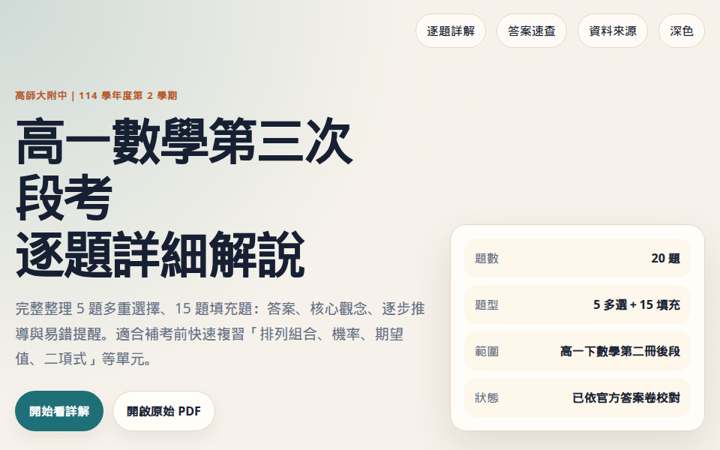 逐題詳解
答案速查
資料來源
深色
高師大附中 | 114 學年度第 2 學期
高一數學第三次
段考
逐題詳細解說
完整整理 5 題多重選擇、15 題填充題：答案、核心觀念、逐步推
導與易錯提醒。適合補考前快速複習「排列組合、機率、期望
值、二項式」等單元。
開始看詳解
開啟原始 PDF
題數 20 題
題型 5 多選 + 15 填充
範圍 高一下數學第二冊後段
狀態 已依官方答案卷校對